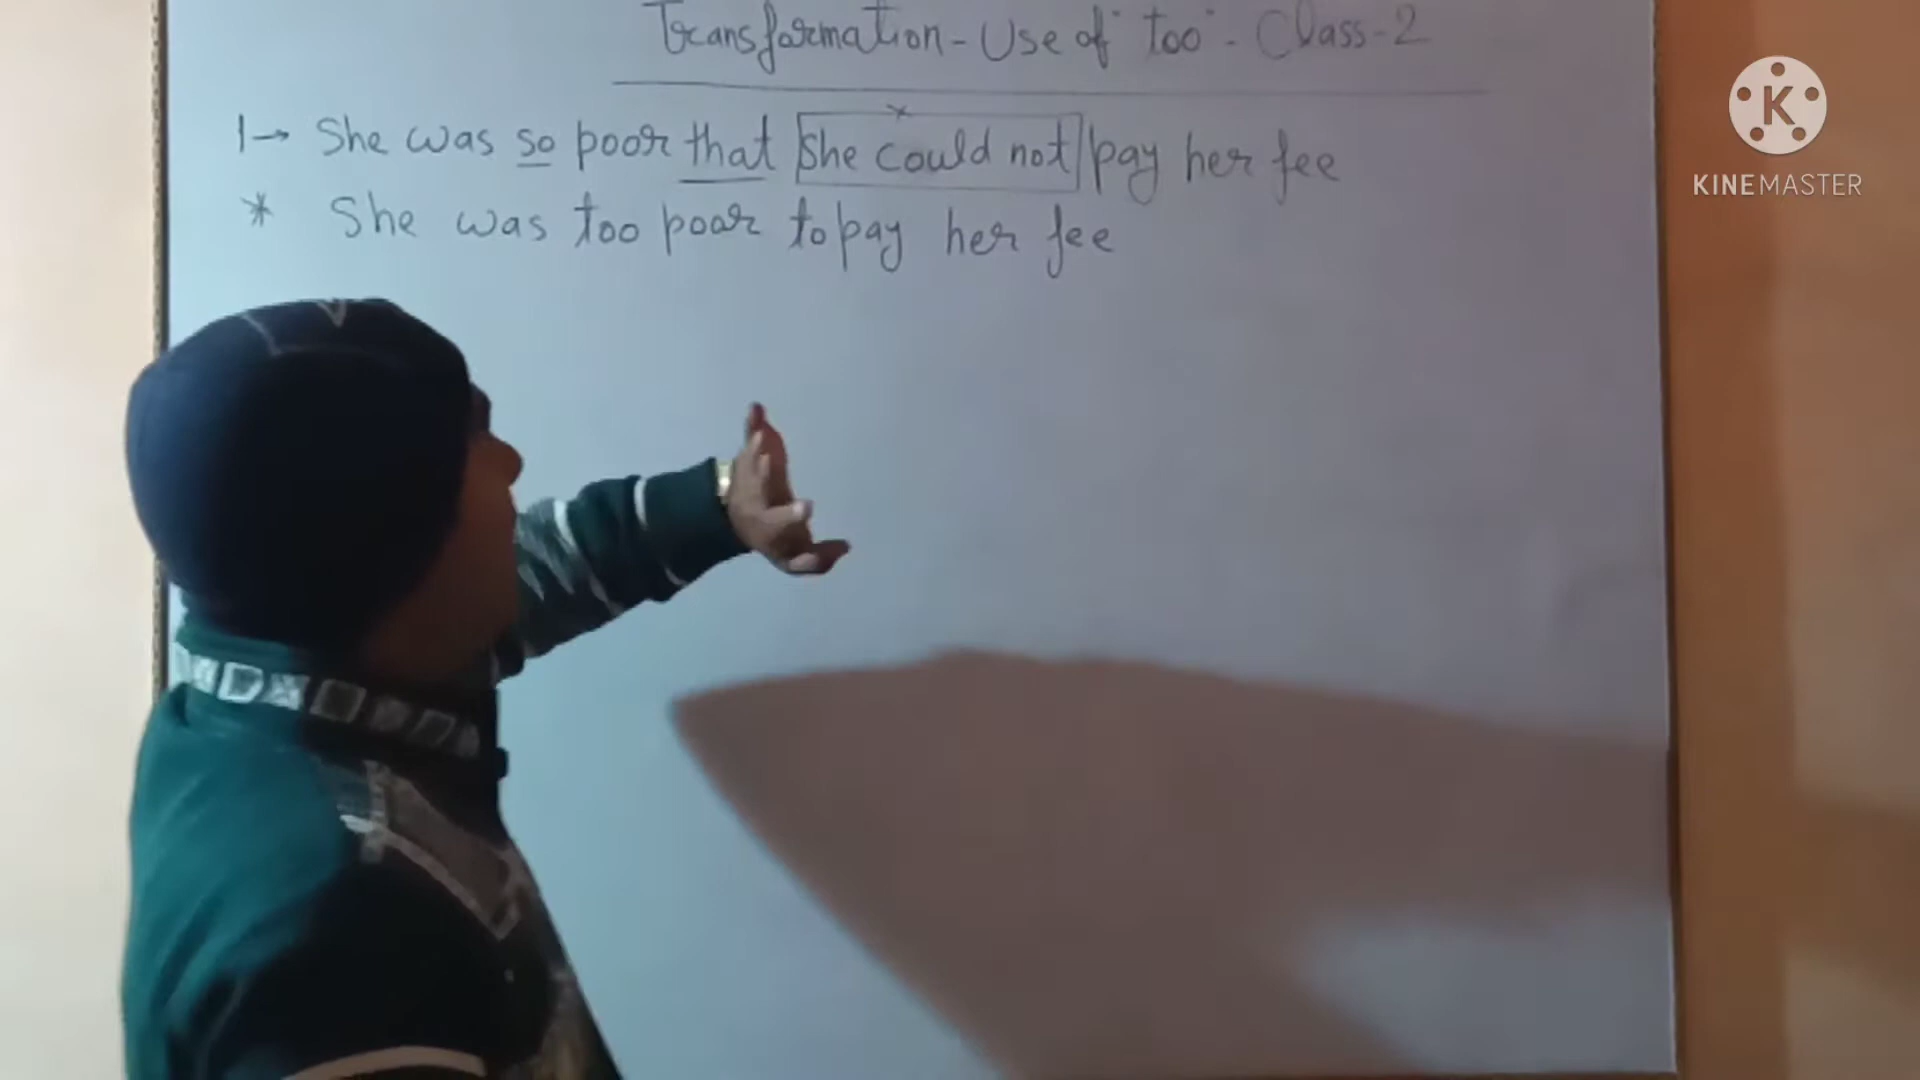 Transformation - Use of "too" - Class-2
1→ She was so poor that she could not pay her fee
* She was too poor to pay her fee
K
KINEMASTER